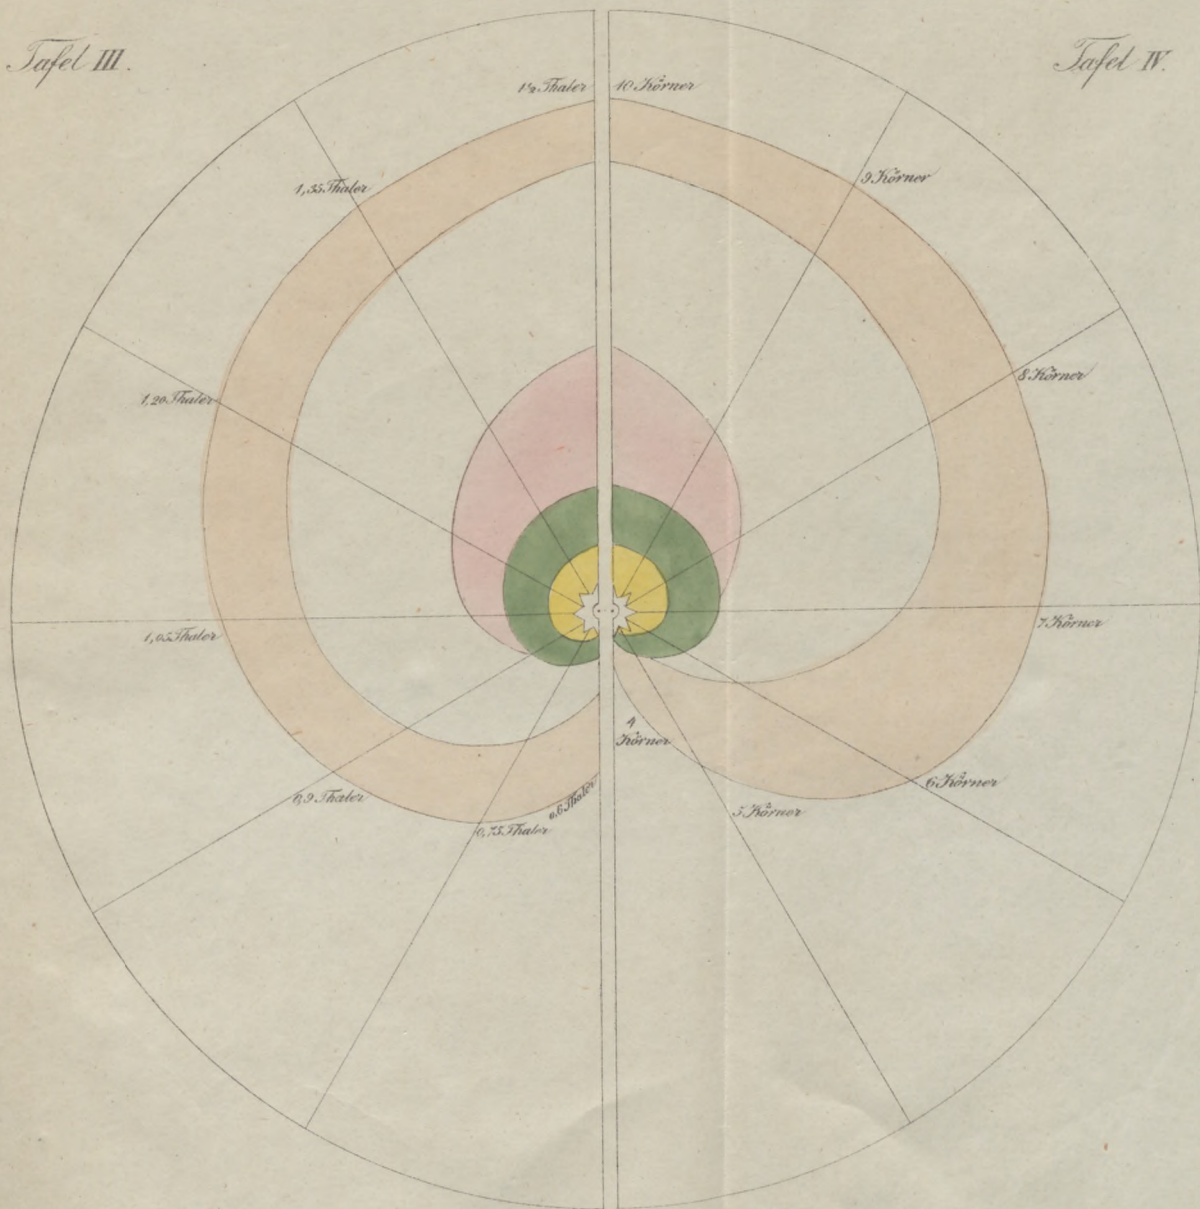 Tafel III.
Tafel IV.
1½ Thaler
10 Körner
1,35 Thaler
9 Körner
1,20 Thaler
8 Körner
1,05 Thaler
7 Körner
0,9 Thaler
6 Körner
0,75 Thaler
5 Körner
0,6 Thaler
4
Körner